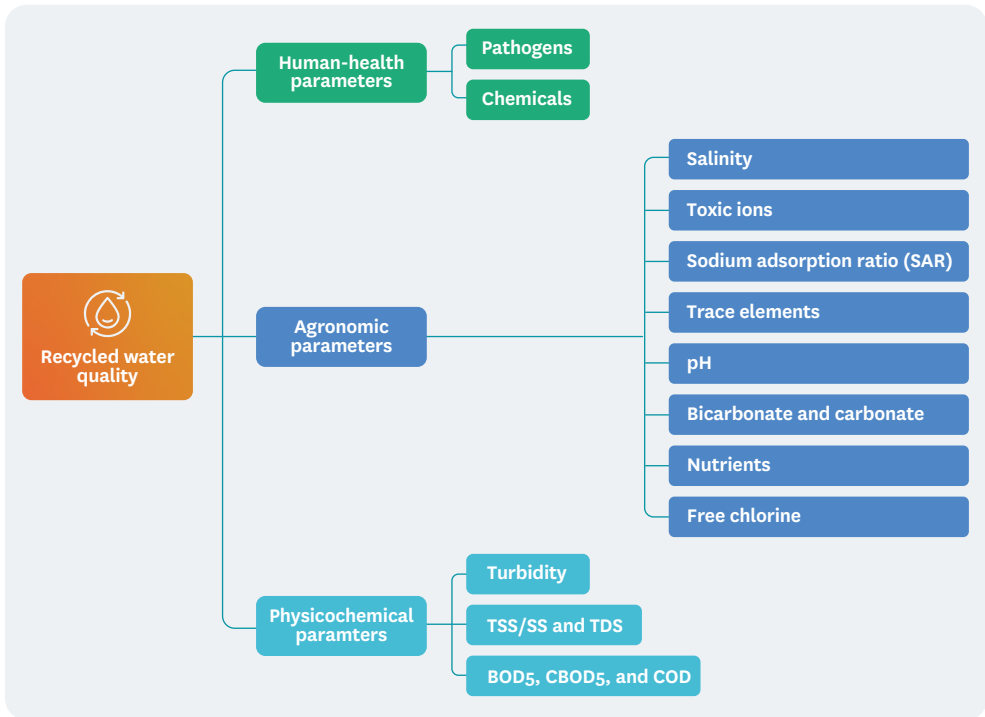 Recycled water
quality
Human-health
parameters
Pathogens
Chemicals
Agronomic
parameters
Salinity
Toxic ions
Sodium adsorption ratio (SAR)
Trace elements
pH
Bicarbonate and carbonate
Nutrients
Free chlorine
Physicochemical
paramters
Turbidity
TSS/SS and TDS
BOD5, CBOD5, and COD